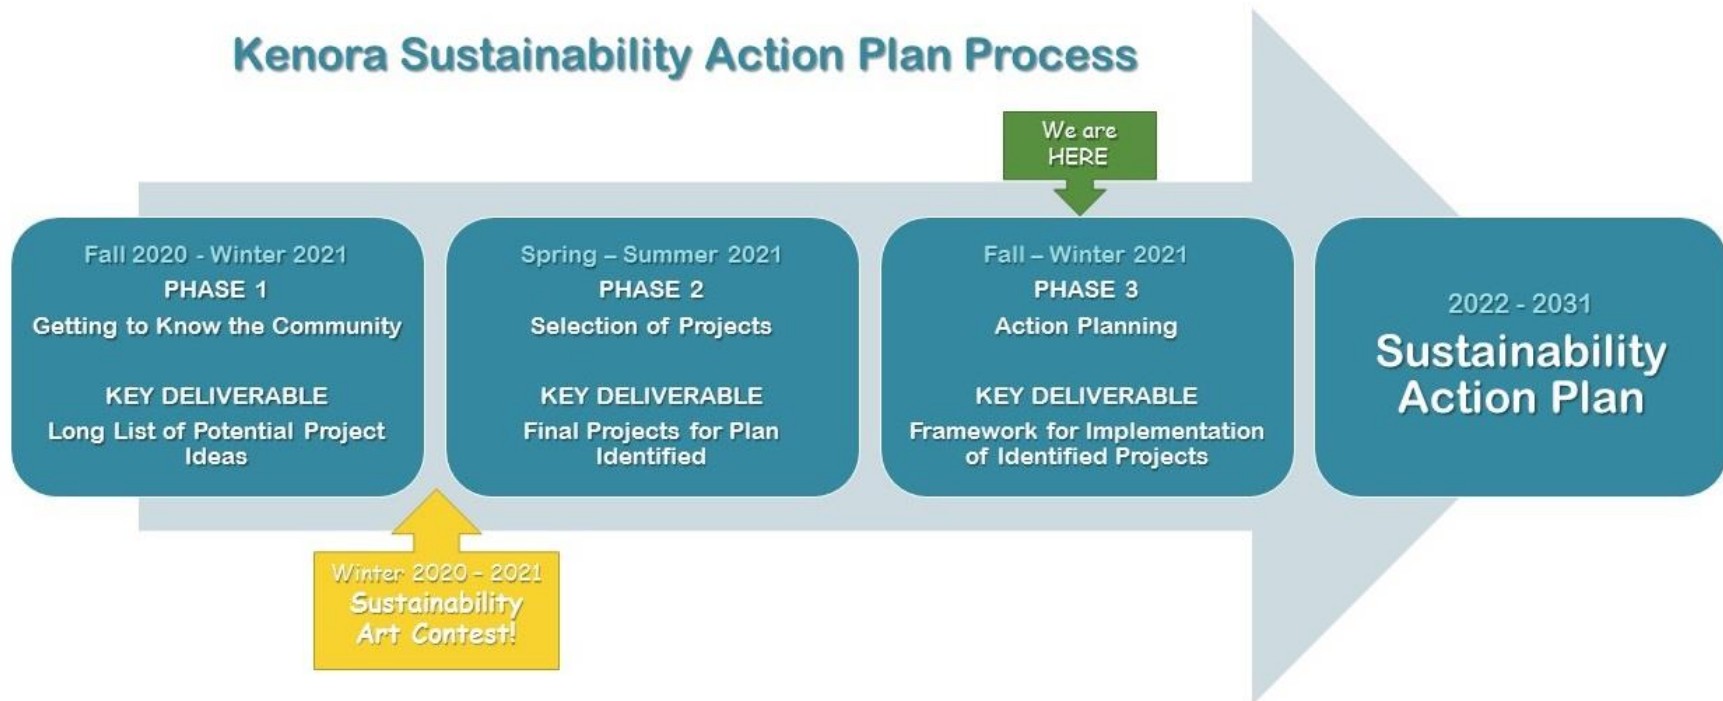 Kenora Sustainability Action Plan Process
We are
HERE
Fall 2020 - Winter 2021
PHASE 1
Getting to Know the Community
KEY DELIVERABLE
Long List of Potential Project
Ideas
Spring – Summer 2021
PHASE 2
Selection of Projects
KEY DELIVERABLE
Final Projects for Plan
Identified
Fall – Winter 2021
PHASE 3
Action Planning
KEY DELIVERABLE
Framework for Implementation
of Identified Projects
2022 - 2031
Sustainability
Action Plan
Winter 2020 – 2021
Sustainability
Art Contest!